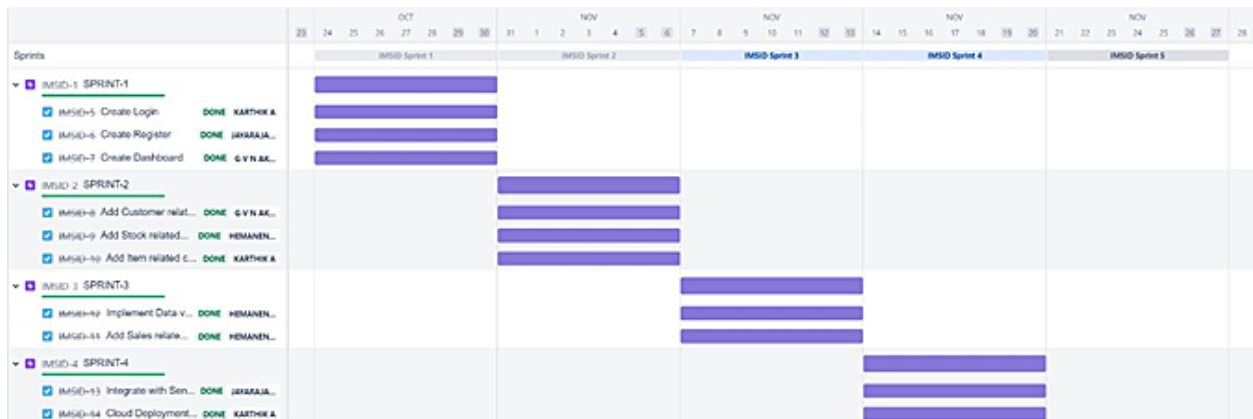 OCT NOV NOV NOV NOV
23 24 25 26 27 28 29 30 31 1 2 3 4 5 6 7 8 9 10 11 12 13 14 15 16 17 18 19 20 21 22 23 24 25 26 27 28
Sprints IMSID Sprint 1 IMSID Sprint 2 IMSID Sprint 3 IMSID Sprint 4 IMSID Sprint 5
IMSID-1 SPRINT-1
IMSID-5 Create Login DONE KARTHIK A
IMSID-6 Create Register DONE JAYARAJA...
IMSID-7 Create Dashboard DONE G V N AK...
IMSID-2 SPRINT-2
IMSID-8 Add Customer relat... DONE G V N AK...
IMSID-9 Add Stock related... DONE HEMANEN...
IMSID-10 Add Item related c... DONE KARTHIK A
IMSID-3 SPRINT-3
IMSID-12 Implement Data v... DONE HEMANEN...
IMSID-11 Add Sales relate... DONE HEMANEN...
IMSID-4 SPRINT-4
IMSID-13 Integrate with Sen... DONE JAYARAJA...
IMSID-14 Cloud Deployment... DONE KARTHIK A